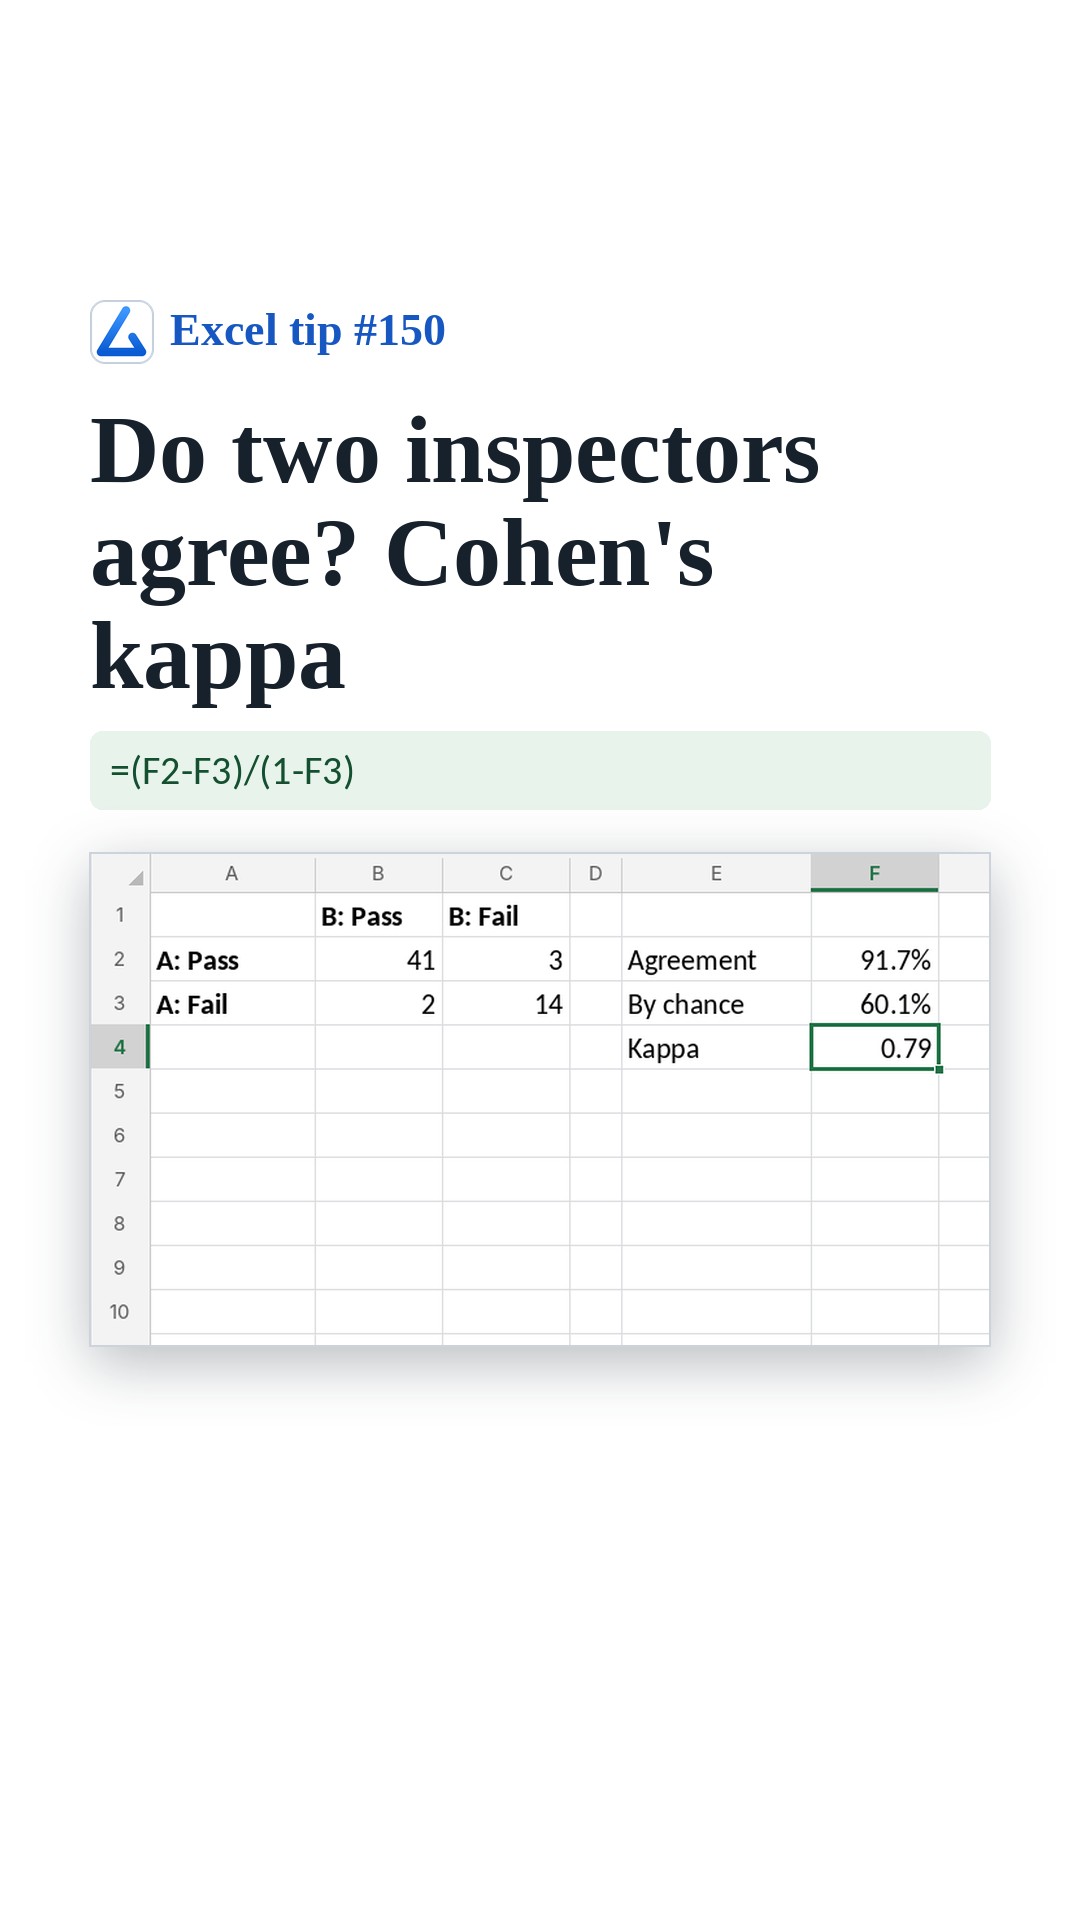 Excel tip #150
Do two inspectors
agree? Cohen's
kappa
=(F2-F3)/(1-F3)
A B C D E F
1 B: Pass B: Fail
2 A: Pass 41 3 Agreement 91.7%
3 A: Fail 2 14 By chance 60.1%
4 Kappa 0.79
5
6
7
8
9
10